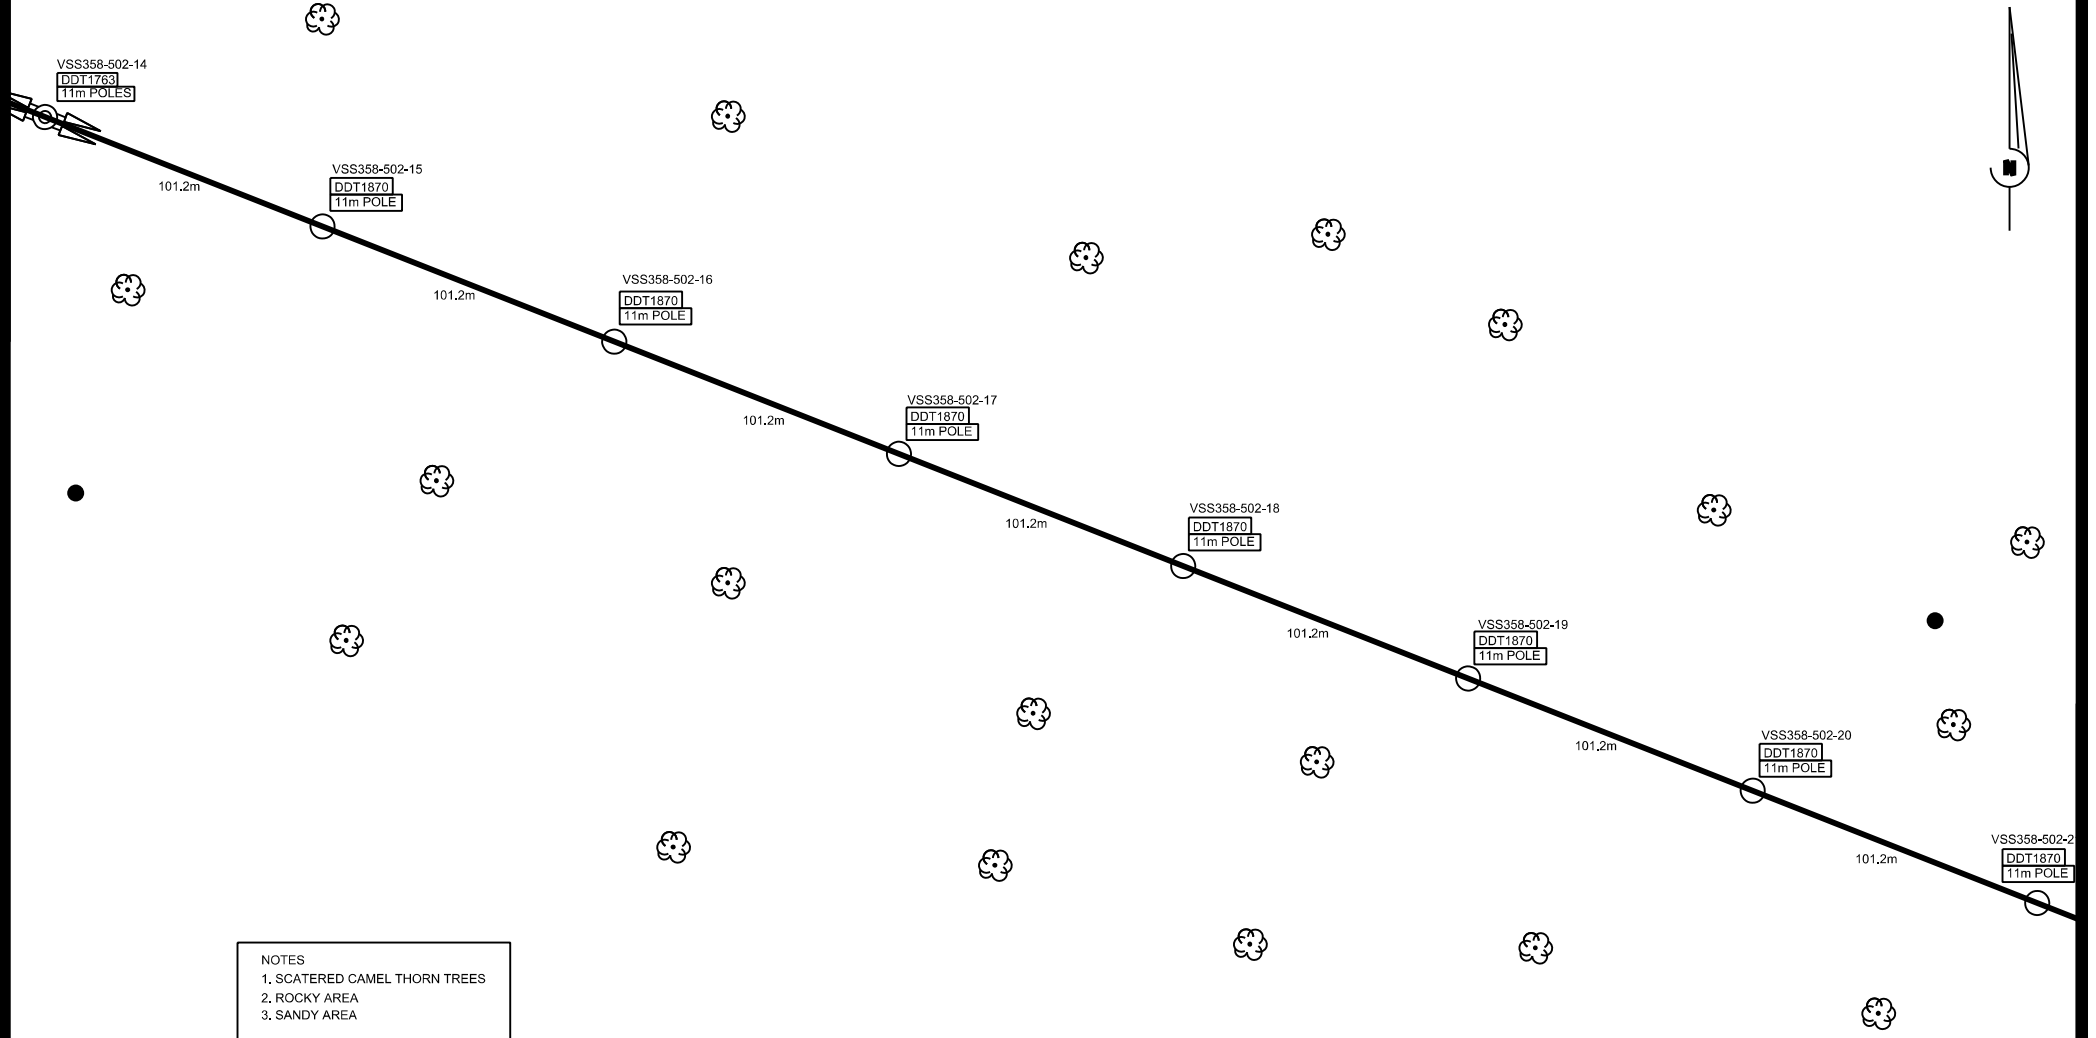 VSS358-502-14
DDT1763
11m POLES
101.2m
VSS358-502-15
DDT1870
11m POLE
101.2m
VSS358-502-16
DDT1870
11m POLE
101.2m
VSS358-502-17
DDT1870
11m POLE
101.2m
VSS358-502-18
DDT1870
11m POLE
101.2m
VSS358-502-19
DDT1870
11m POLE
101.2m
VSS358-502-20
DDT1870
11m POLE
101.2m
VSS358-502-2
DDT1870
11m POLE
N
NOTES
1. SCATERED CAMEL THORN TREES
2. ROCKY AREA
3. SANDY AREA